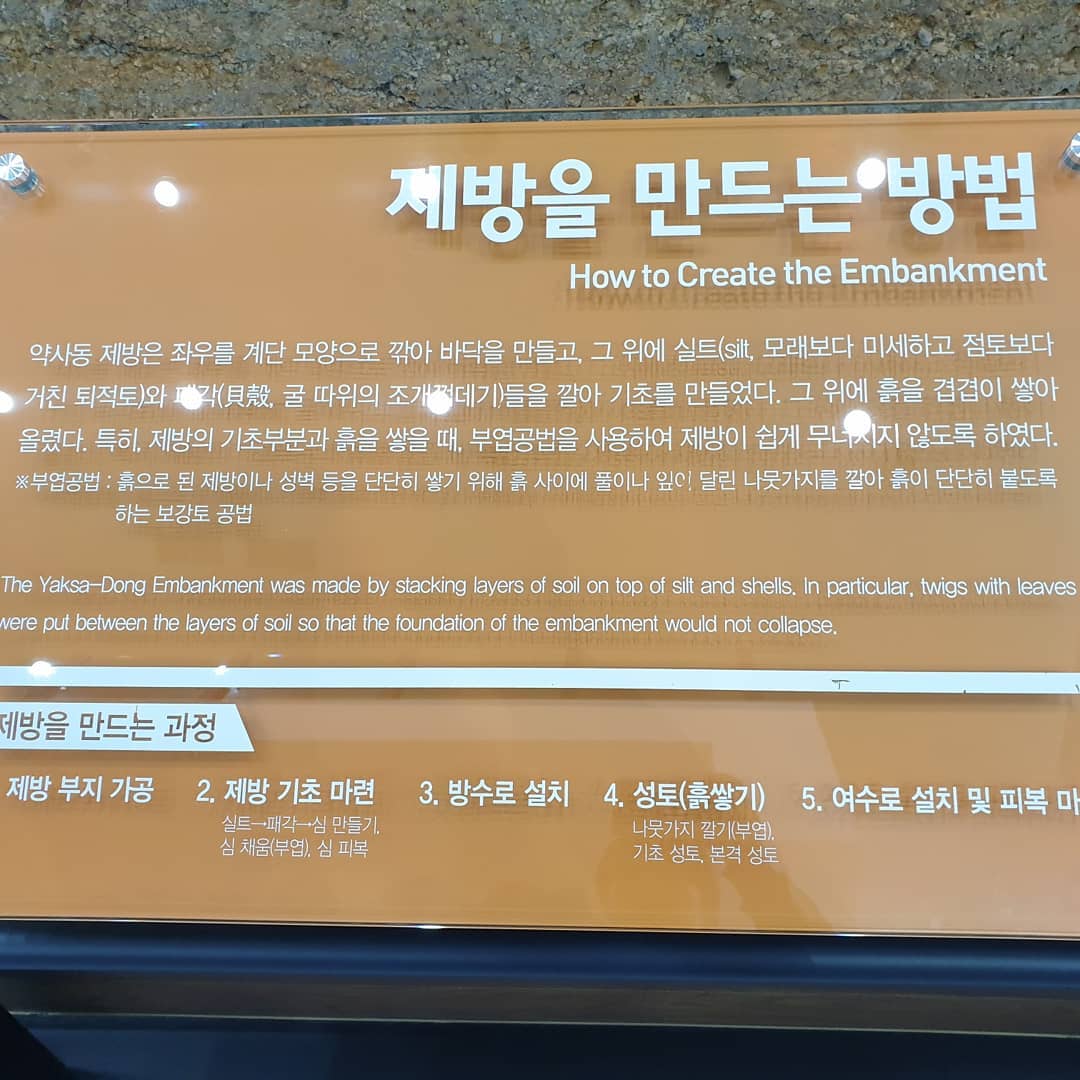 제방을 만드는 방법
How to Create the Embankment
약사동 제방은 좌우를 계단 모양으로 깎아 바닥을 만들고, 그 위에 실트(silt, 모래보다 미세하고 점토보다
거친 퇴적토)와 패각(貝殼, 굴 따위의 조개껍데기)들을 깔아 기초를 만들었다. 그 위에 흙을 겹겹이 쌓아
올렸다. 특히, 제방의 기초부분과 흙을 쌓을 때, 부엽공법을 사용하여 제방이 쉽게 무너지지 않도록 하였다.
※부엽공법 : 흙으로 된 제방이나 성벽 등을 단단히 쌓기 위해 흙 사이에 풀이나 잎이 달린 나뭇가지를 깔아 흙이 단단히 붙도록
하는 보강토 공법
The Yaksa-Dong Embankment was made by stacking layers of soil on top of silt and shells. In particular, twigs with leaves
were put between the layers of soil so that the foundation of the embankment would not collapse.
제방을 만드는 과정
제방 부지 가공
2. 제방 기초 마련
실트→패각→심 만들기,
심 채움(부엽), 심 피복
3. 방수로 설치
4. 성토(흙쌓기)
나뭇가지 깔기(부엽),
기초 성토, 본격 성토
5. 여수로 설치 및 피복 마